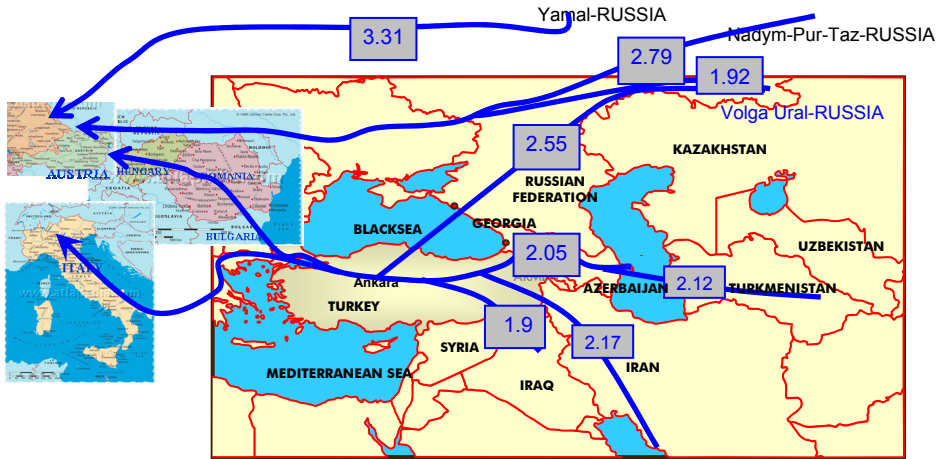 Yamal-RUSSIA
3.31
Nadym-Pur-Taz-RUSSIA
2.79
1.92
Volga Ural-RUSSIA
2.55
KAZAKHSTAN
AUSTRIA
HUNGARY
ROMANIA
MOLDOVA
CROATIA
BULGARIA
RUSSIAN
FEDERATION
GEORGIA
BLACKSEA
UZBEKISTAN
2.05
ITALY
Ankara
AZERBAIJAN
2.12
TURKMENISTAN
TURKEY
1.9
2.17
SYRIA
IRAN
MEDITERRANEAN SEA
IRAQ